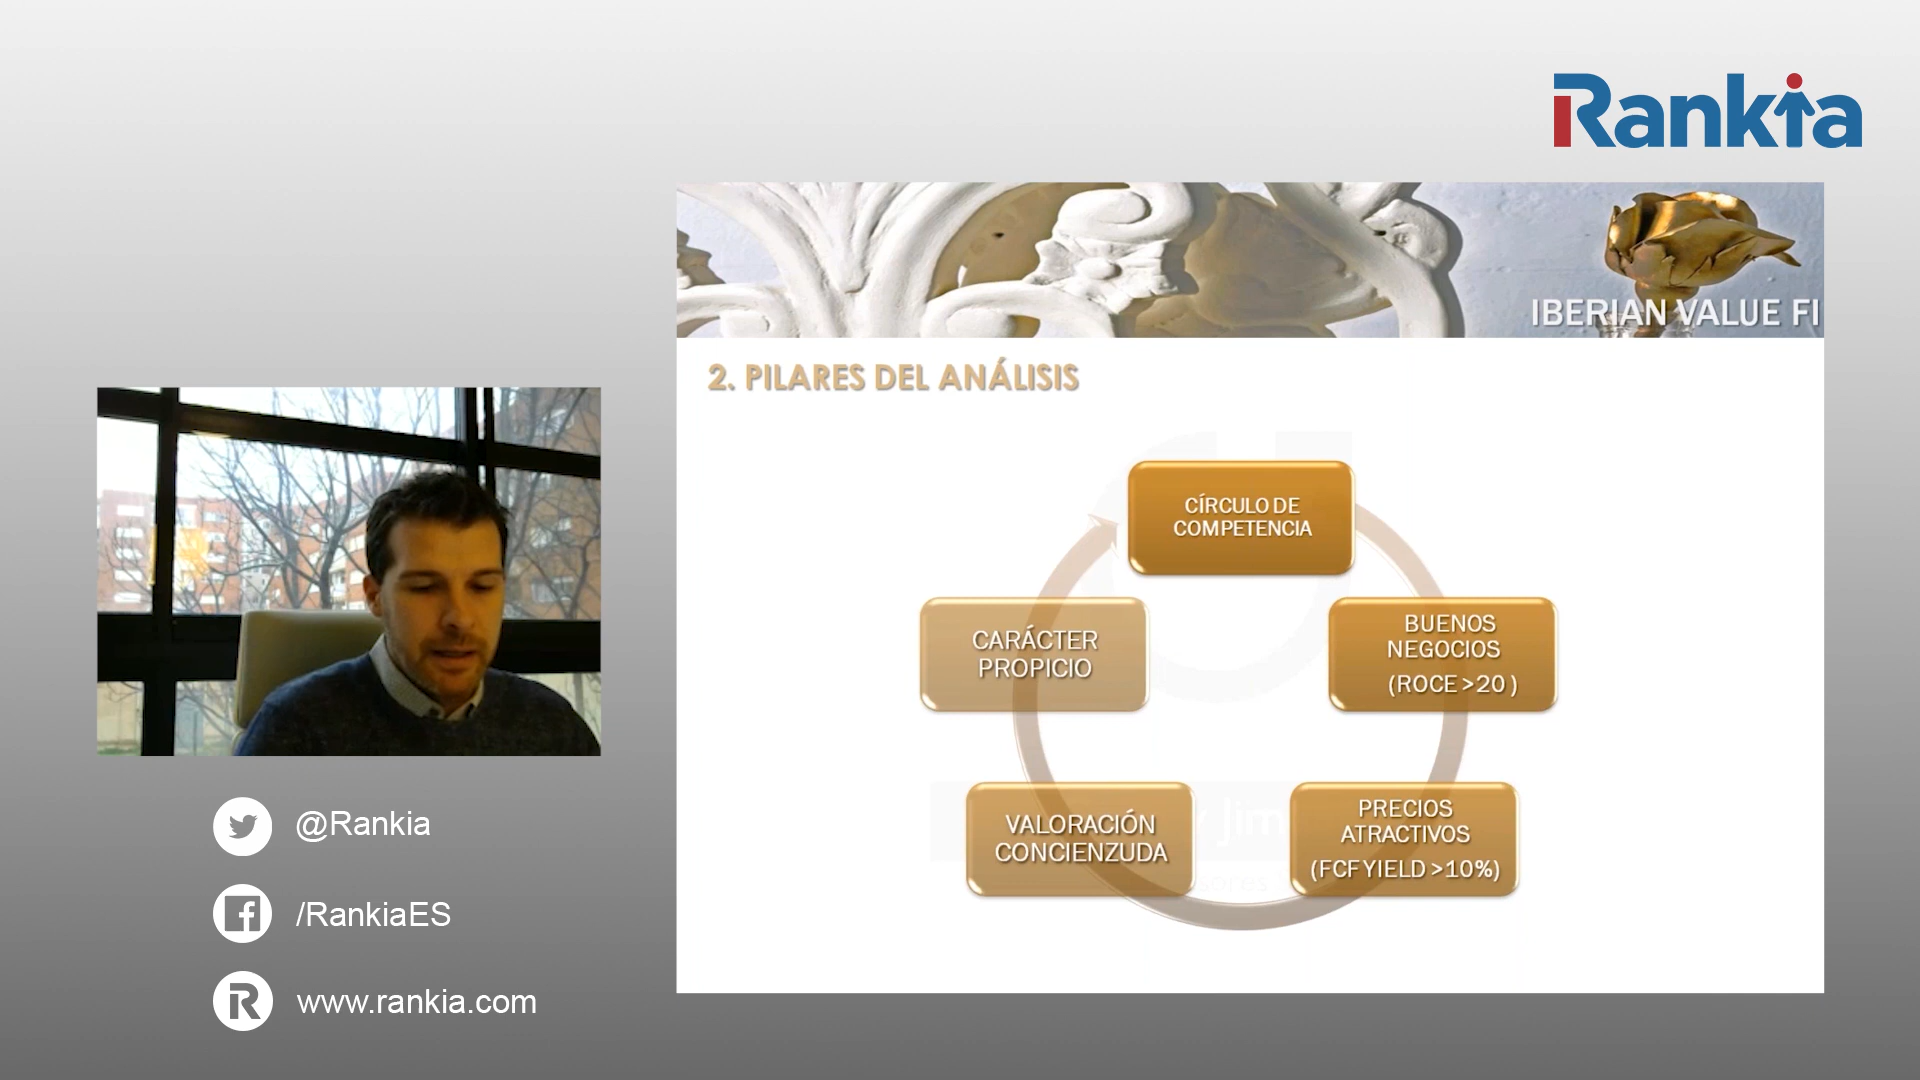 Rankia
IBERIAN VALUE FI
2. PILARES DEL ANÁLISIS
CÍRCULO DE
COMPETENCIA
BUENOS
NEGOCIOS
(ROCE >20 )
PRECIOS
ATRACTIVOS
(FCF YIELD >10%)
VALORACIÓN
CONCIENZUDA
CARÁCTER
PROPICIO
@Rankia
/RankiaES
www.rankia.com